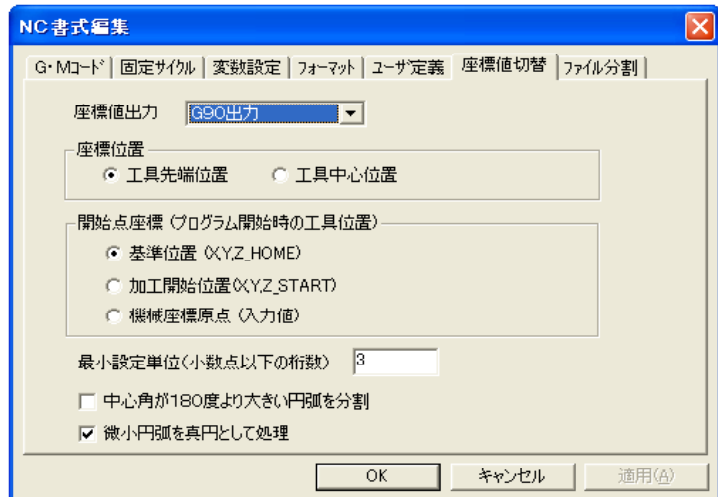 NC書式編集
G・Mコード 固定サイクル 変数設定 フォーマット ユーザ定義 座標値切替 ファイル分割
座標値出力 G90出力
座標位置
工具先端位置 工具中心位置
開始点座標 (プログラム開始時の工具位置)
基準位置 (X,Y,Z_HOME)
加工開始位置(X,Y,Z_START)
機械座標原点 (入力値)
最小設定単位(小数点以下の桁数) 3
中心角が180度より大きい円弧を分割
微小円弧を真円として処理
OK キャンセル 適用(A)